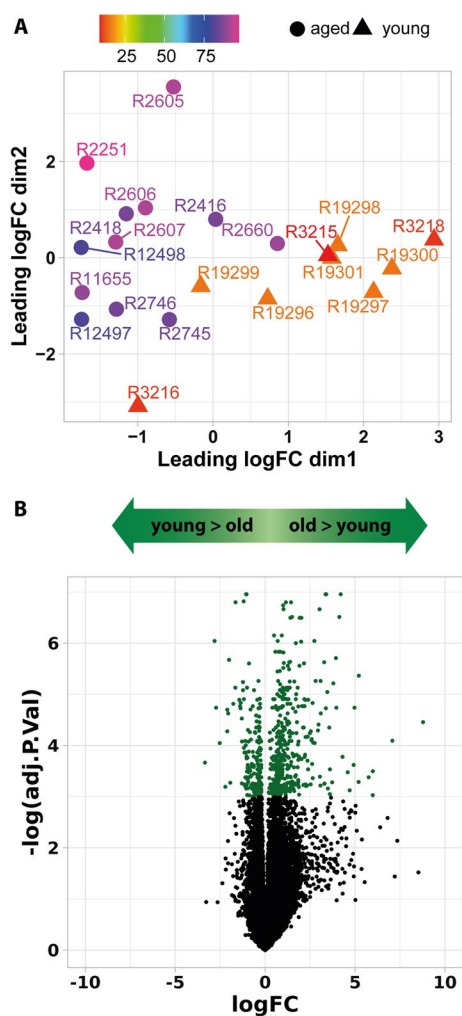 A
25 50 75
aged young
R2605
R2251
R2606
R2416
R19298
R2418
R2607
R2660
R3215
R3218
R12498
R19301
R19300
R11655
R19299
R2746
R19296
R19297
R12497
R2745
R3216
2
0
−2
−1 0 1 2 3
Leading logFC dim2
Leading logFC dim1
B
young > old old > young
6
4
2
0
-10 -5 0 5 10
-log(adj.P.Val)
logFC